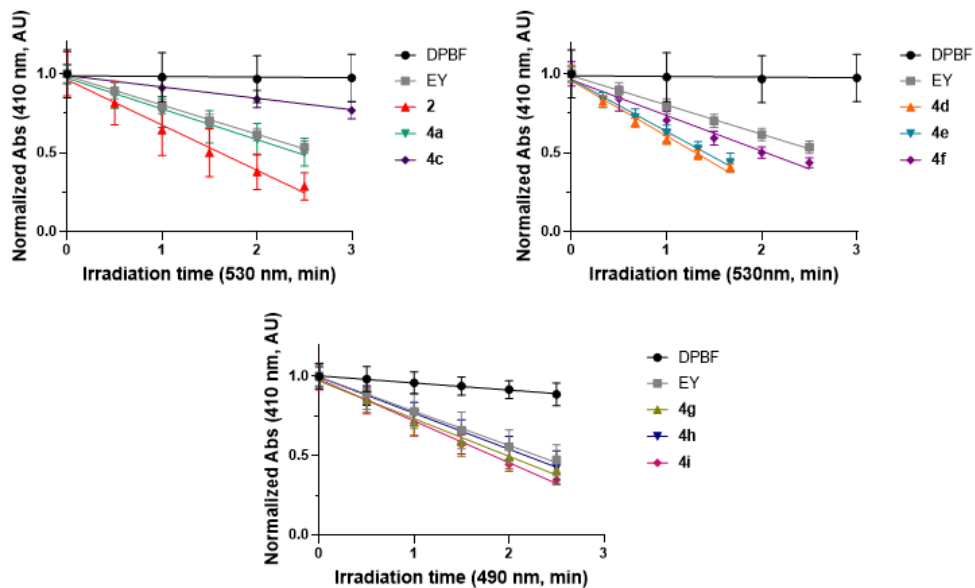 Normalized Abs (410 nm, AU)
1.0
0.5
0.0
0
1
2
3
Irradiation time (530 nm, min)
DPBF
EY
2
4a
4c
Normalized Abs (410 nm, AU)
1.0
0.5
0.0
0
1
2
3
Irradiation time (530nm, min)
DPBF
EY
4d
4e
4f
Normalized Abs (410 nm, AU)
1.0
0.5
0.0
0
1
2
3
Irradiation time (490 nm, min)
DPBF
EY
4g
4h
4i